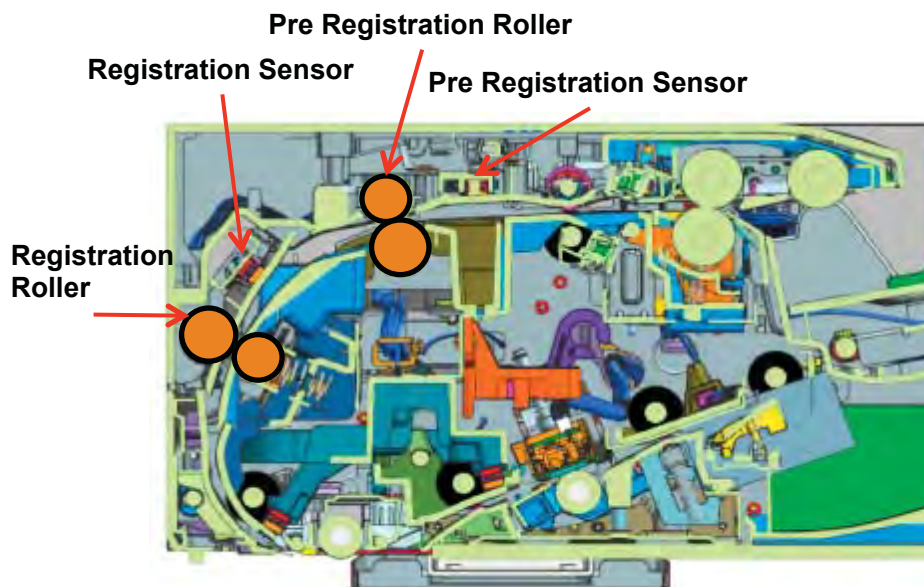 Pre Registration Roller
Registration Sensor
Pre Registration Sensor
Registration
Roller